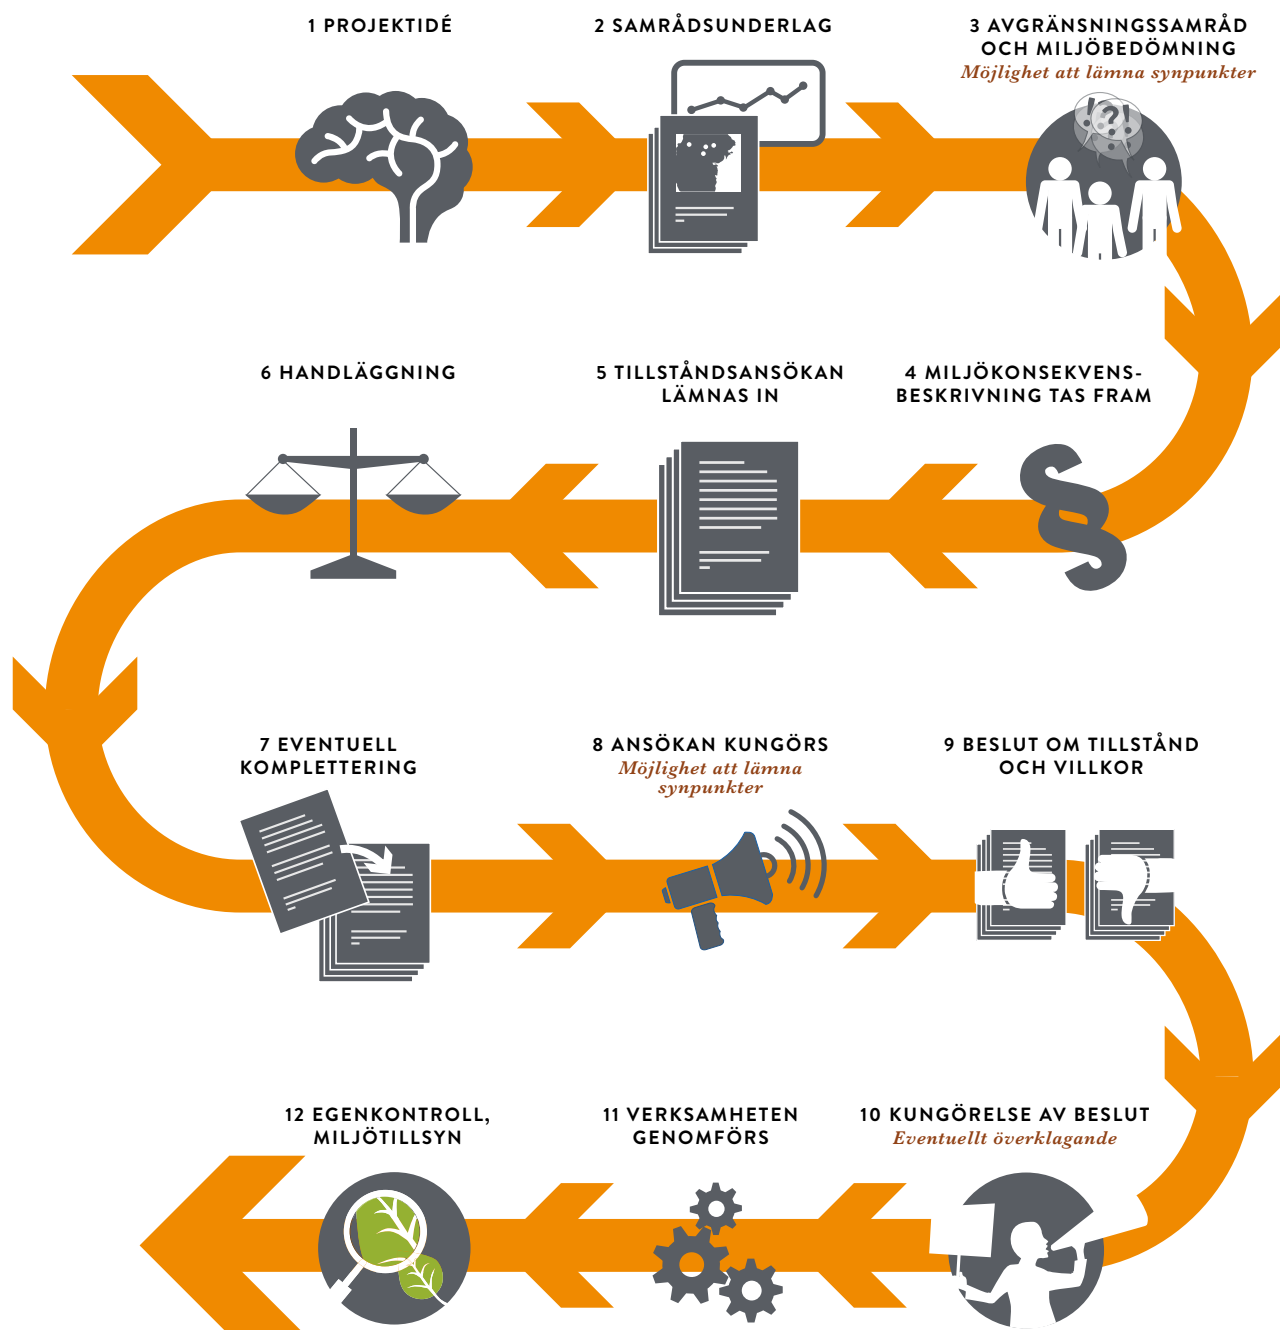 1 PROJEKTIDÉ
2 SAMRÅDSUNDERLAG
3 AVGRÄNSNINGSSAMRÅD
OCH MILJÖBEDÖMNING
Möjlighet att lämna synpunkter
!?!
4 MILJÖKONSEKVENS-
BESKRIVNING TAS FRAM
§
5 TILLSTÅNDSANSÖKAN
LÄMNAS IN
6 HANDLÄGGNING
7 EVENTUELL
KOMPLETTERING
8 ANSÖKAN KUNGÖRS
Möjlighet att lämna
synpunkter
9 BESLUT OM TILLSTÅND
OCH VILLKOR
10 KUNGÖRELSE AV BESLUT
Eventuellt överklagande
11 VERKSAMHETEN
GENOMFÖRS
12 EGENKONTROLL,
MILJÖTILLSYN